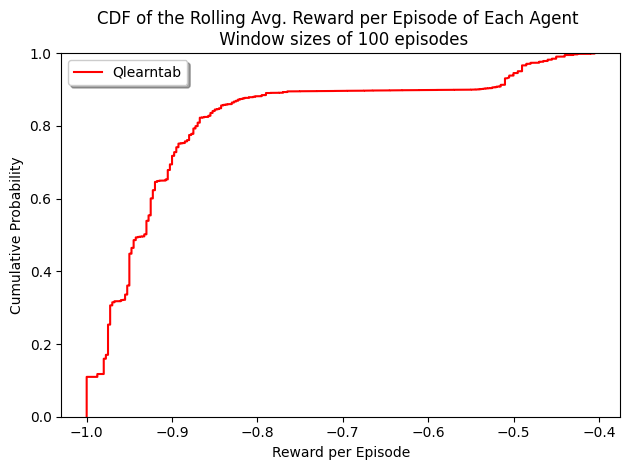 CDF of the Rolling Avg. Reward per Episode of Each Agent
Window sizes of 100 episodes
Qlearntab
1.0
0.8
0.6
0.4
0.2
0.0
Cumulative Probability
−1.0 −0.9 −0.8 −0.7 −0.6 −0.5 −0.4
Reward per Episode